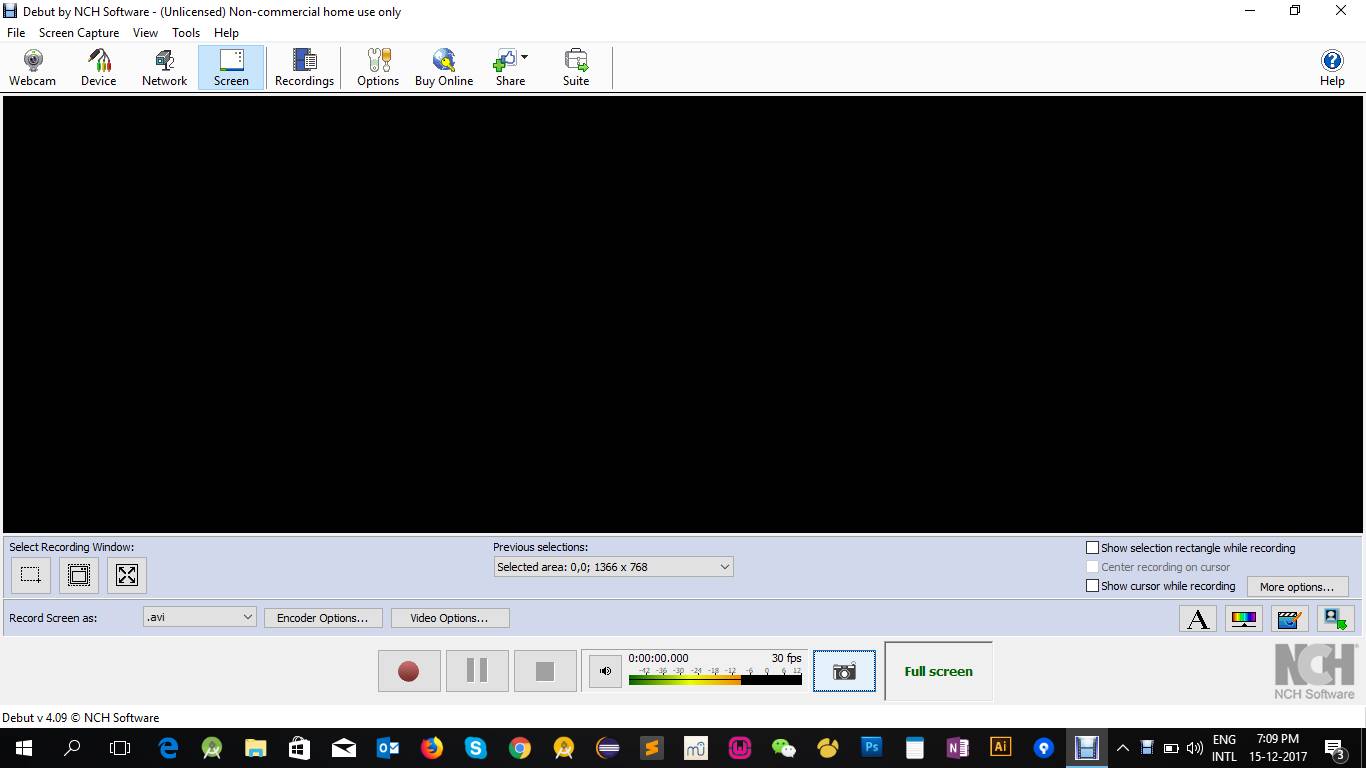 Debut by NCH Software - (Unlicensed) Non-commercial home use only
File Screen Capture View Tools Help
Webcam Device Network Screen Recordings Options Buy Online Share Suite Help
Select Recording Window:
Previous selections:
Selected area: 0,0; 1366 x 768
Show selection rectangle while recording
Center recording on cursor
Show cursor while recording
More options...
Record Screen as: .avi Encoder Options... Video Options... A
0:00:00.000 30 fps
-42 -36 -30 -24 -18 -12 -6 0 6 12
Full screen
NCH
NCH Software
Debut v 4.09 © NCH Software
ENG 7:09 PM
INTL 15-12-2017
Ps
N
Ai
3